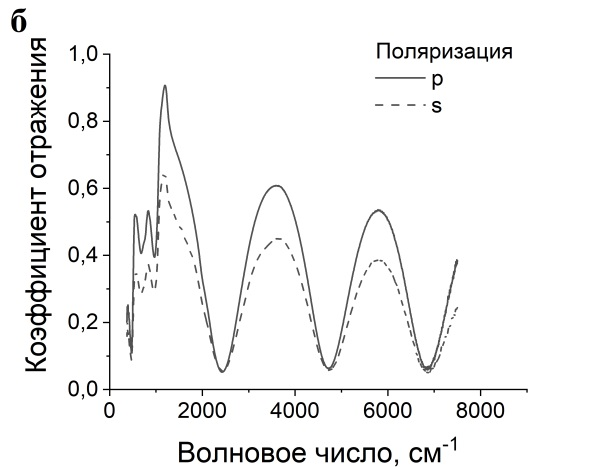 б
Поляризация
p
s
Коэффициент отражения
1,0
0,8
0,6
0,4
0,2
0,0
0 2000 4000 6000 8000
Волновое число, см-1